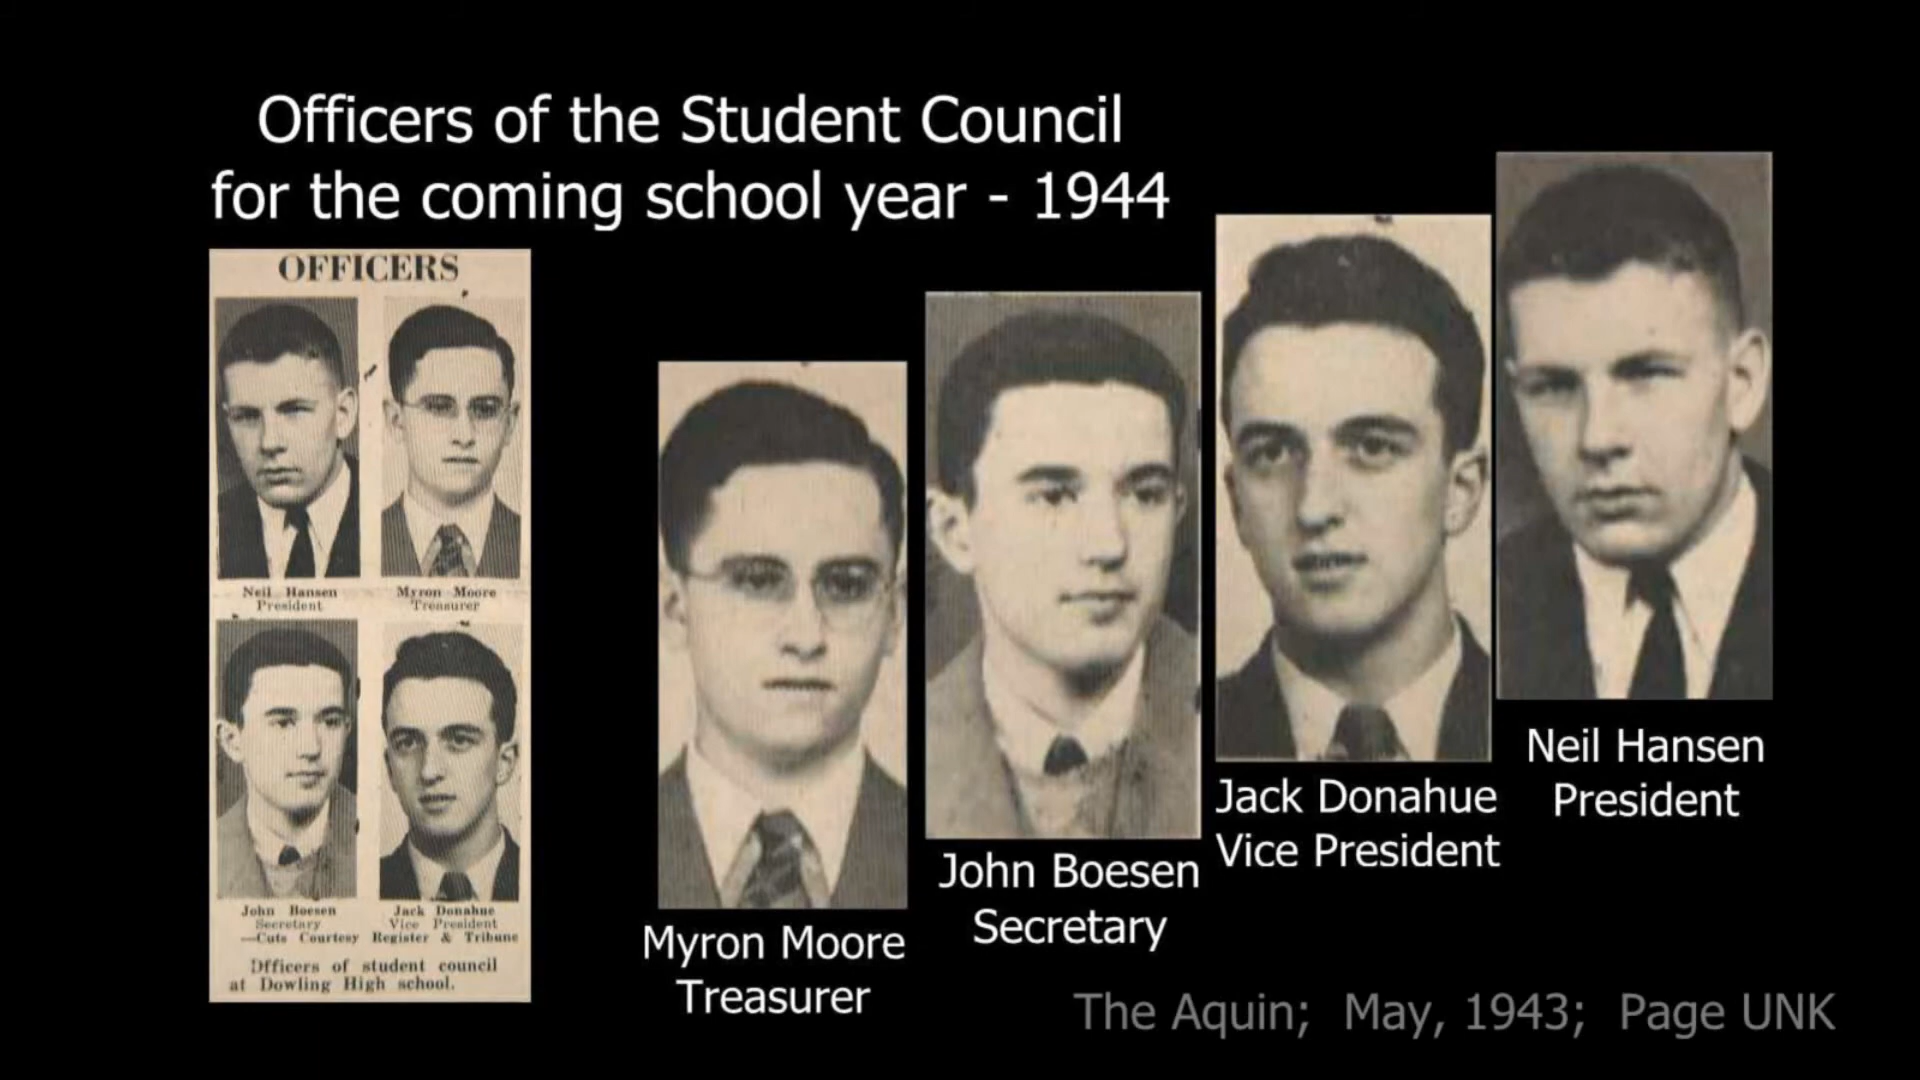 Officers of the Student Council
for the coming school year - 1944
OFFICERS
Neil Hansen
President
Myron Moore
Treasurer
John Boesen
Secretary
Jack Donahue
Vice President
—Cuts Courtesy Register & Tribune
Officers of student council
at Dowling High school.
Myron Moore
Treasurer
John Boesen
Secretary
Jack Donahue
Vice President
Neil Hansen
President
The Aquin; May, 1943; Page UNK